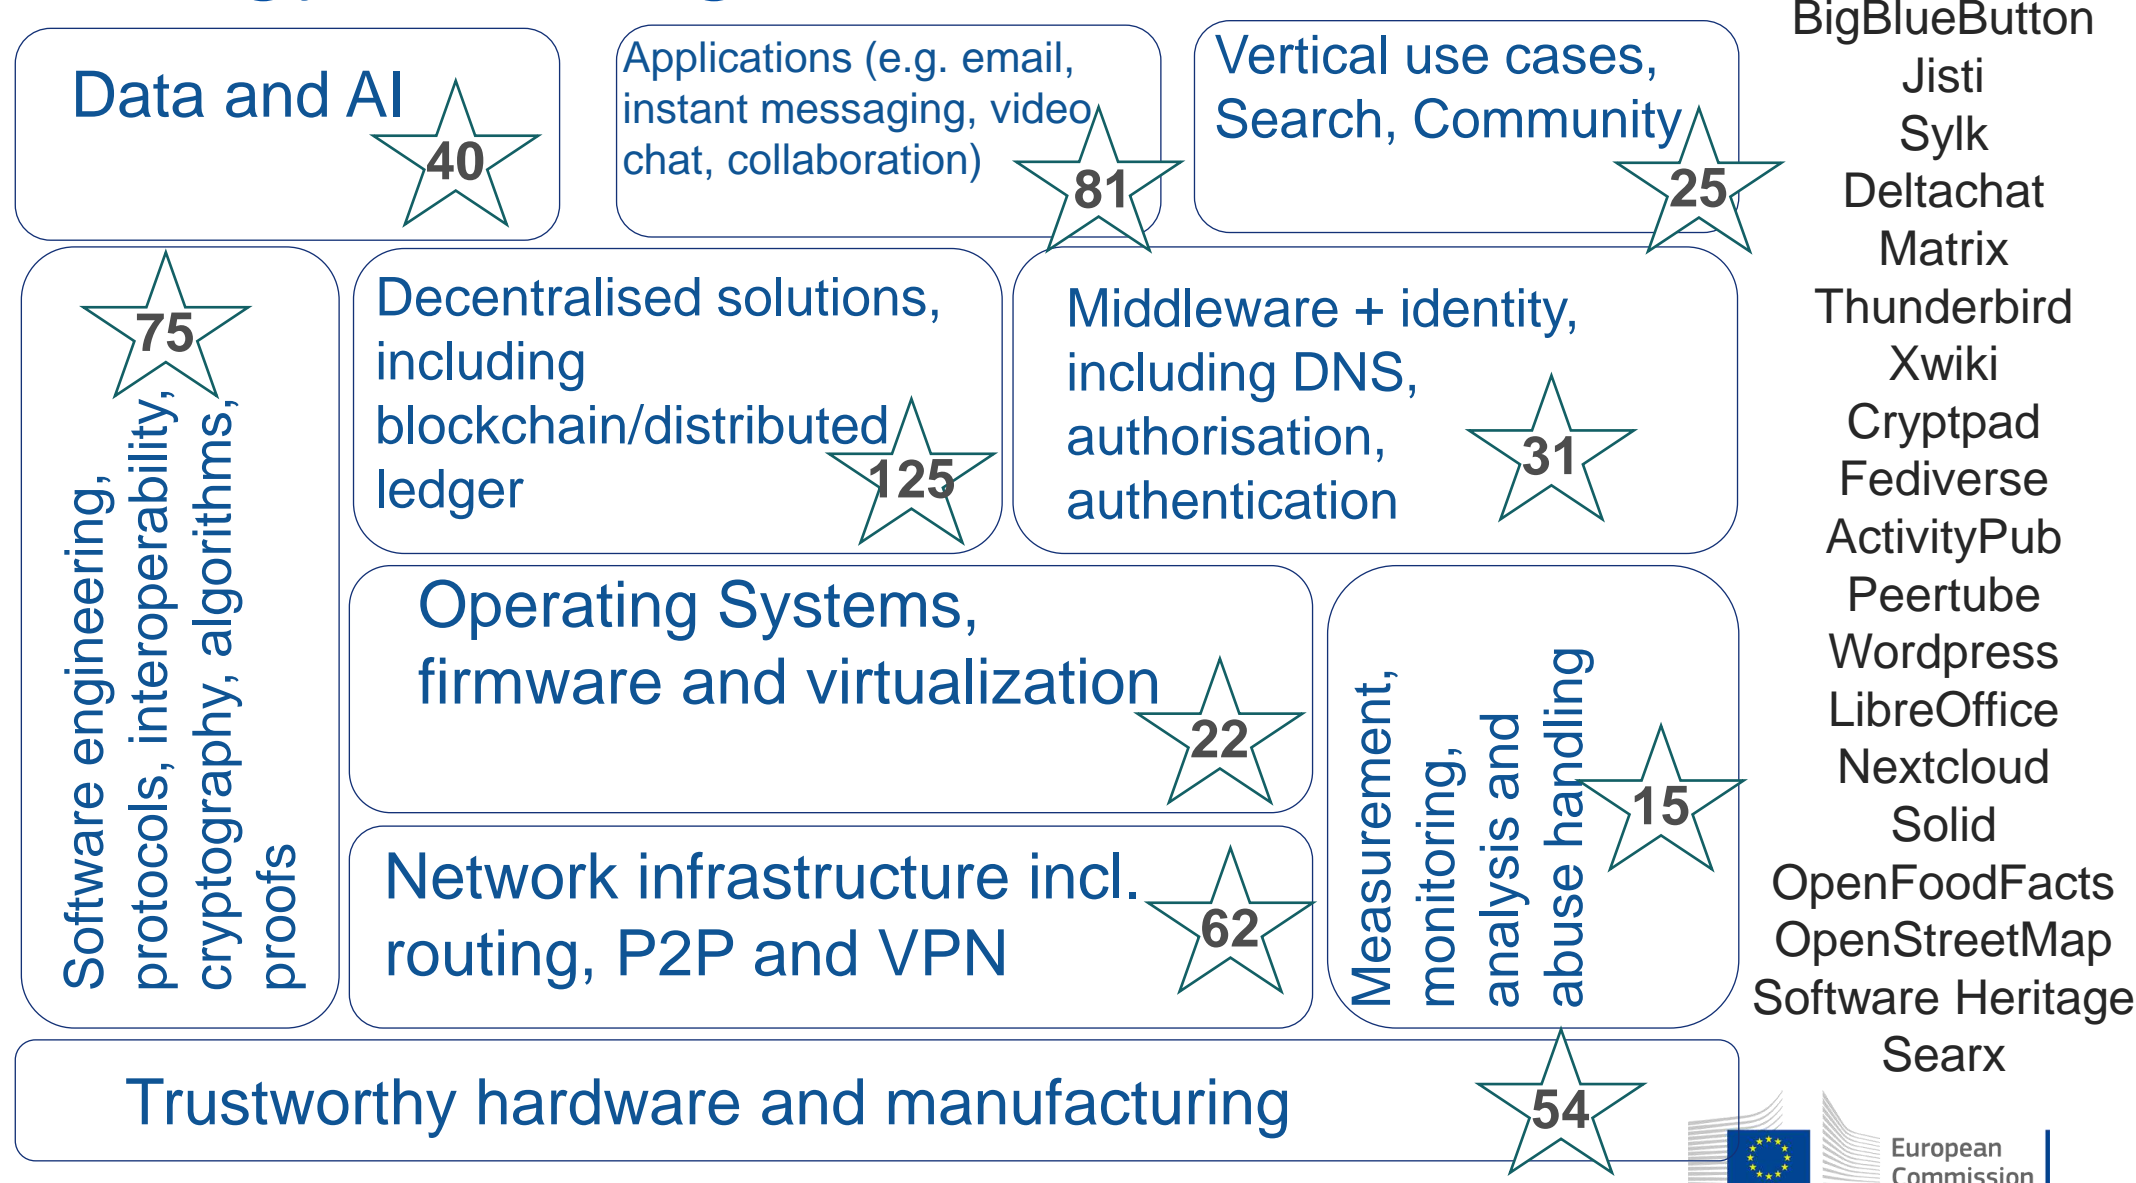 Data and AI
40
Applications (e.g. email,
instant messaging, video
chat, collaboration)
81
Vertical use cases,
Search, Community
25
75
Software engineering,
protocols, interoperability,
cryptography, algorithms,
proofs
Decentralised solutions,
including
blockchain/distributed
ledger
125
Middleware + identity,
including DNS,
authorisation,
authentication
31
Operating Systems,
firmware and virtualization
22
Network infrastructure incl.
routing, P2P and VPN
62
Measurement,
monitoring,
analysis and
abuse handling
15
Trustworthy hardware and manufacturing
54
BigBlueButton
Jisti
Sylk
Deltachat
Matrix
Thunderbird
Xwiki
Cryptpad
Fediverse
ActivityPub
Peertube
Wordpress
LibreOffice
Nextcloud
Solid
OpenFoodFacts
OpenStreetMap
Software Heritage
Searx
European
Commission